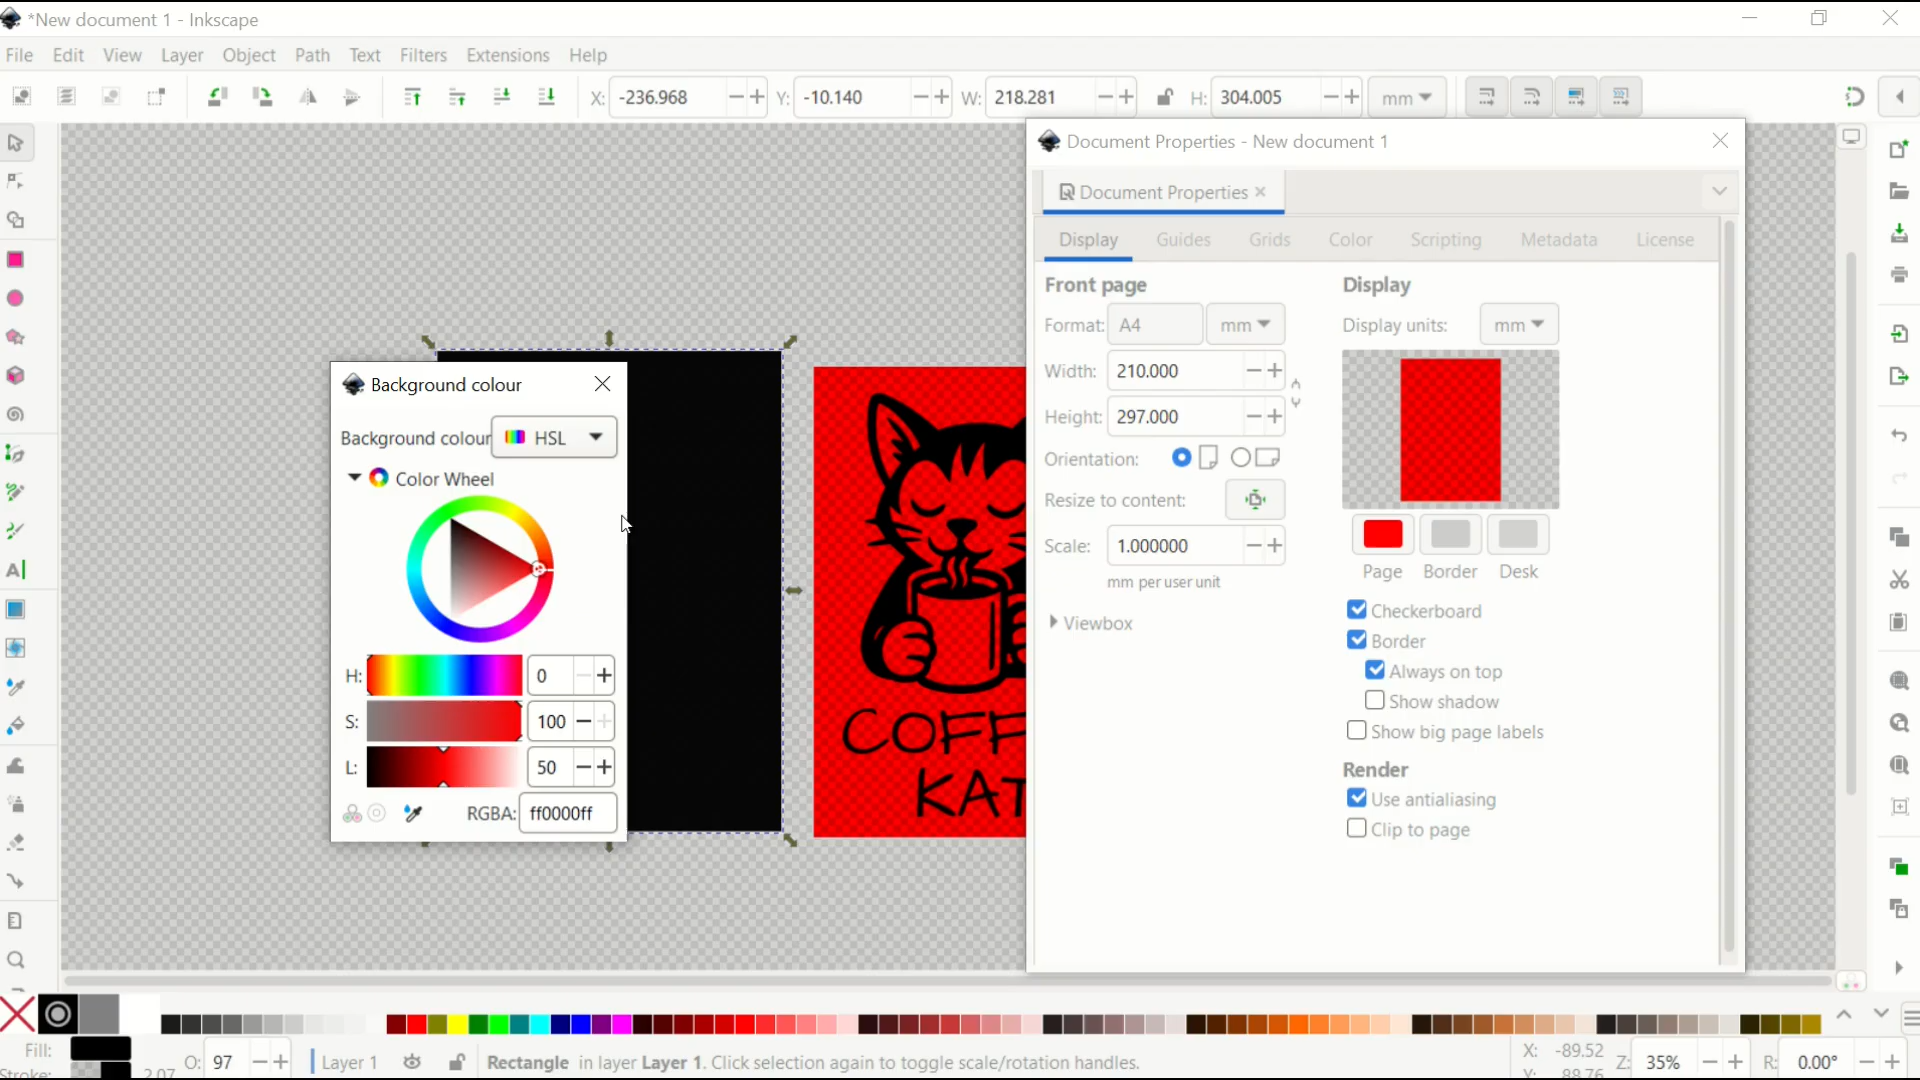 *New document 1 - Inkscape
File Edit View Layer Object Path Text Filters Extensions Help
X: -236.968 Y: -10.140 W: 218.281 H: 304.005 mm
Document Properties - New document 1
Document Properties
Display Guides Grids Color Scripting Metadata License
Front page
Format: A4 mm
Width: 210.000
Height: 297.000
Orientation:
Resize to content:
Scale: 1.000000
mm per user unit
Viewbox
Display
Display units: mm
Page Border Desk
Checkerboard
Border
Always on top
Show shadow
Show big page labels
Render
Use antialiasing
Clip to page
Background colour
Background colour HSL
Color Wheel
H: 0
S: 100
L: 50
RGBA: ff0000ff
COFF
KAT
Fill:
Stroke: 2.07
O: 97
Layer 1
Rectangle in layer Layer 1. Click selection again to toggle scale/rotation handles.
X: -89.52
Y: 88.76
Z: 35%
R: 0.00°